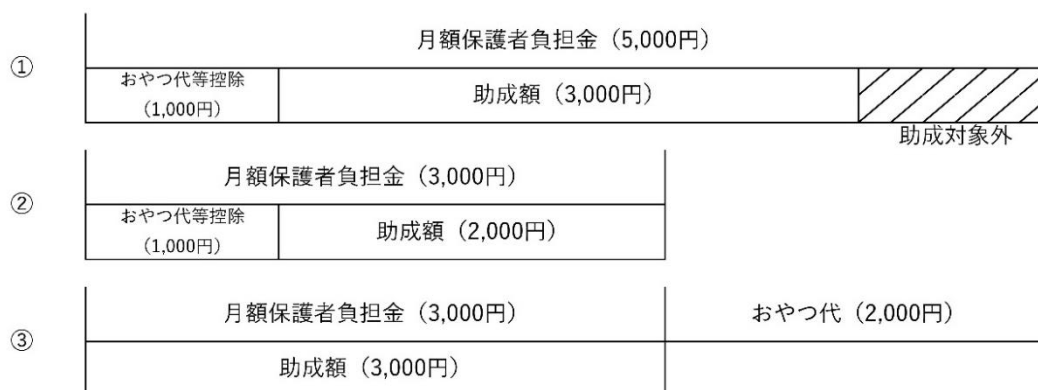 ①
月額保護者負担金（5,000円）
おやつ代等控除
（1,000円）
助成額（3,000円）
助成対象外
②
月額保護者負担金（3,000円）
おやつ代等控除
（1,000円）
助成額（2,000円）
③
月額保護者負担金（3,000円）
おやつ代（2,000円）
助成額（3,000円）